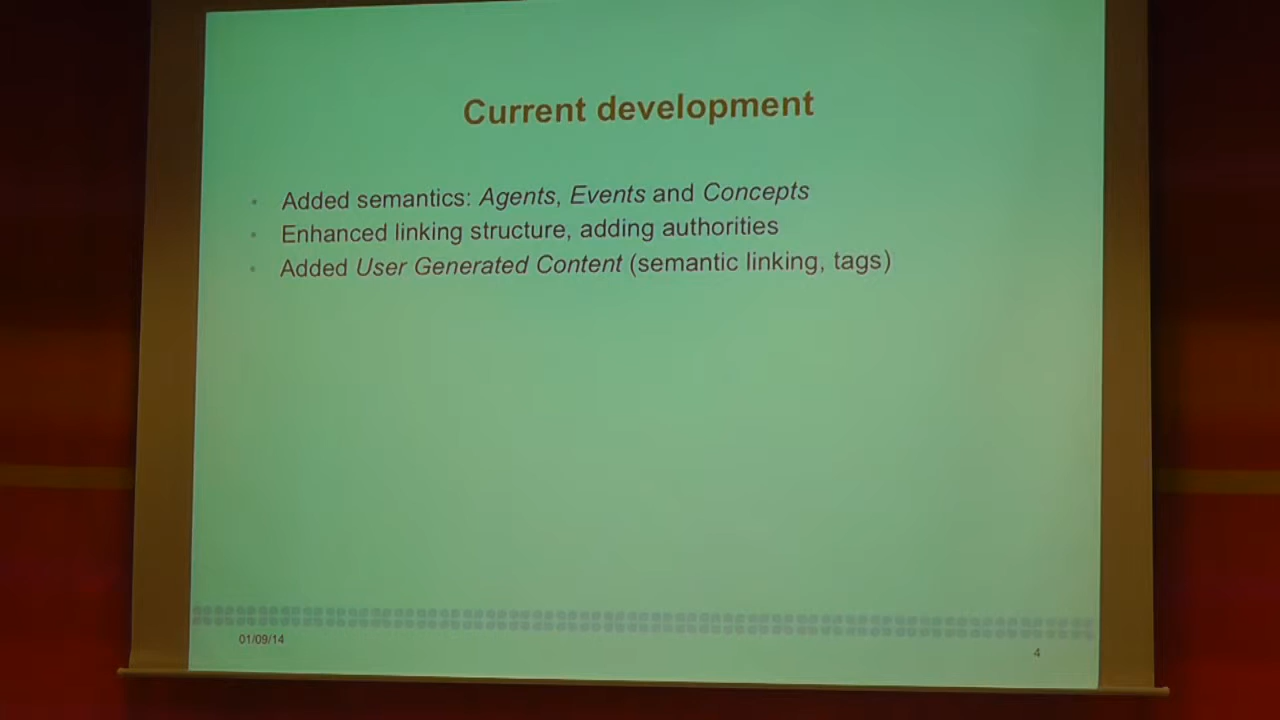 Current development
• Added semantics: Agents, Events and Concepts
• Enhanced linking structure, adding authorities
• Added User Generated Content (semantic linking, tags)
01/09/14
4